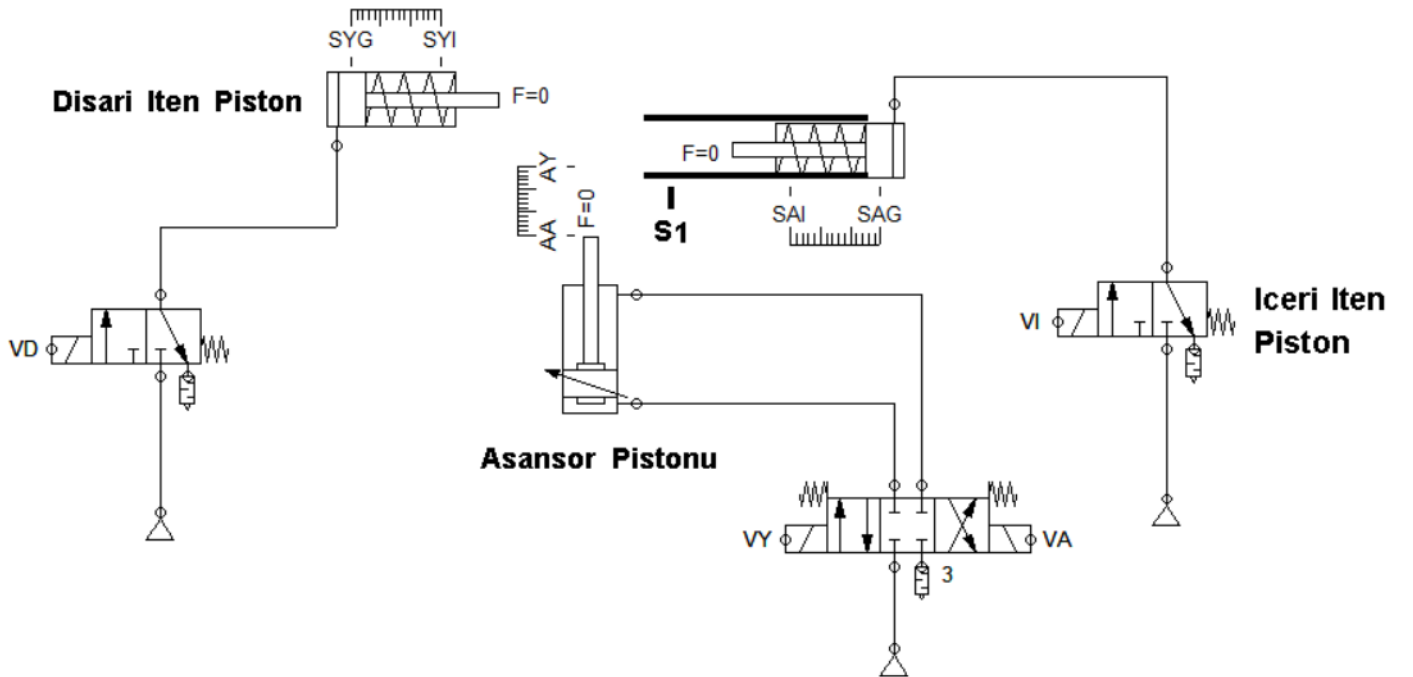 SYG SYI
Disari Iten Piston
F=0
F=0
AY
AA
F=0
S1
SAI SAG
VD
VI
Iceri Iten
Piston
Asansor Pistonu
VY
VA
3